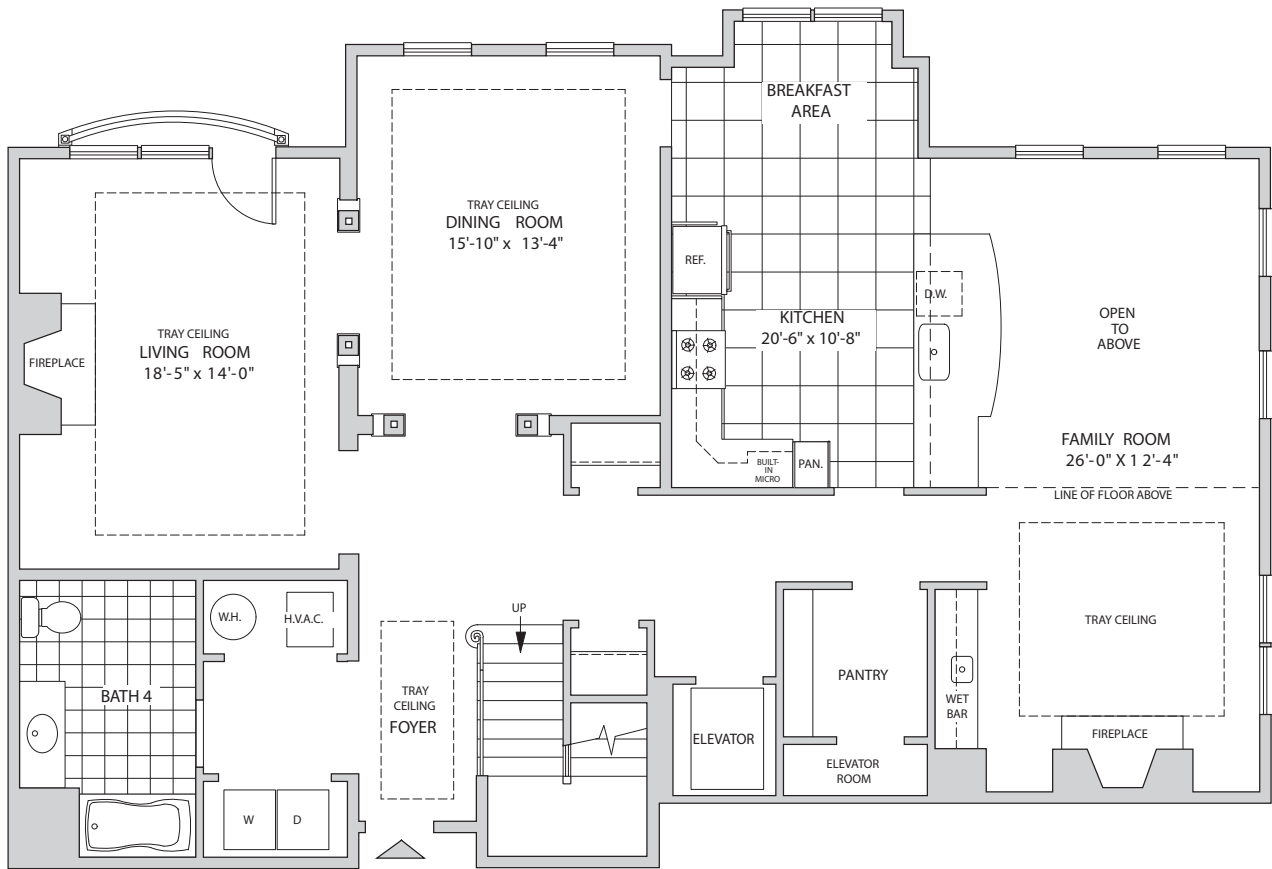 BREAKFAST
AREA
TRAY CEILING
DINING ROOM
15'-10" x 13'-4"
REF.
D.W.
KITCHEN
20'-6" x 10'-8"
OPEN
TO
ABOVE
TRAY CEILING
LIVING ROOM
18'-5" x 14'-0"
FIREPLACE
FAMILY ROOM
26'-0" X 1 2'-4"
BUILT-
IN
MICRO
PAN.
LINE OF FLOOR ABOVE
W.H.
H.V.A.C.
UP
TRAY CEILING
BATH 4
TRAY
CEILING
FOYER
PANTRY
WET
BAR
ELEVATOR
FIREPLACE
ELEVATOR
ROOM
W
D